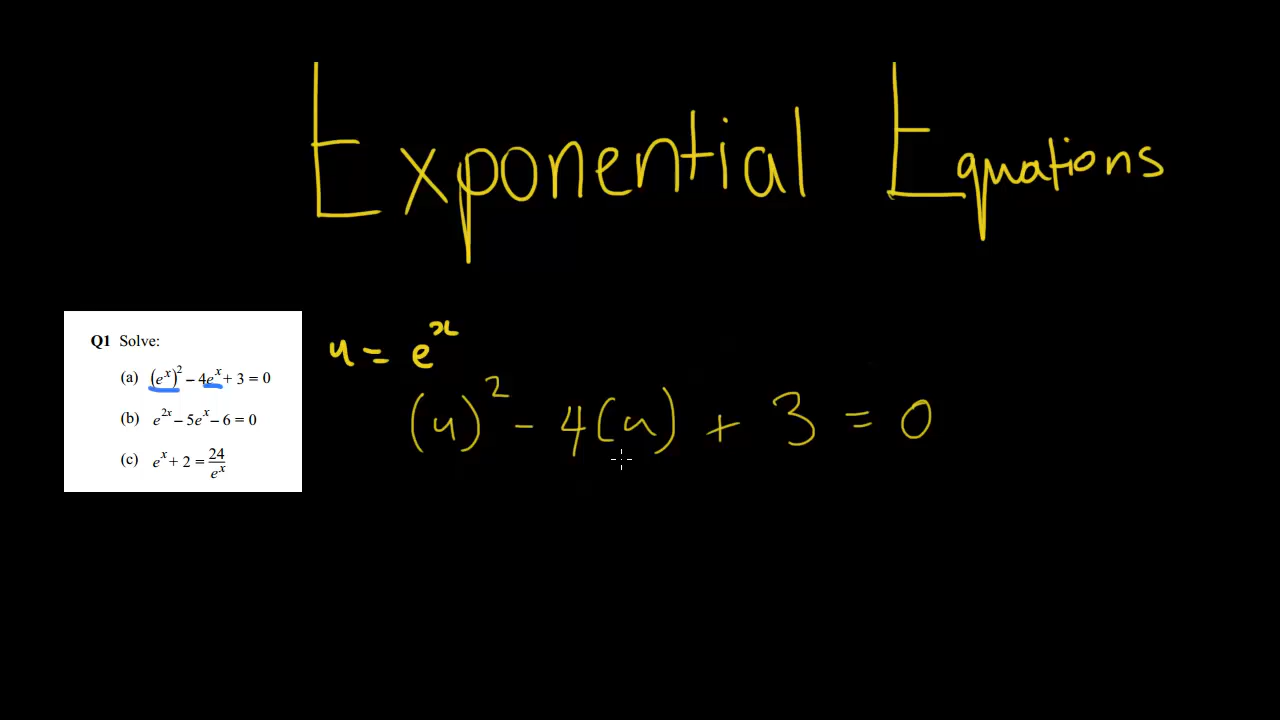 Exponential Equations
Q1 Solve:
(a) (e^x)^2 − 4e^x + 3 = 0
(b) e^{2x} − 5e^x − 6 = 0
(c) e^x + 2 = 24/e^x
u = e^x
(u)^2 − 4(u) + 3 = 0